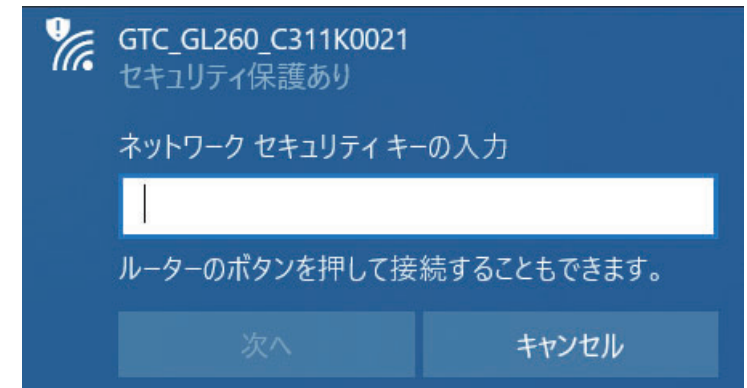 GTC_GL260_C311K0021
セキュリティ保護あり
ネットワーク セキュリティ キーの入力
ルーターのボタンを押して接続することもできます。
次へ
キャンセル